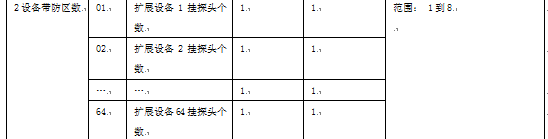 2设备带防区数
01.
扩展设备 1 挂探头个
数.
1.
1.
范围： 1 到 8.
02.
扩展设备 2 挂探头个
数.
1.
1.
….
….
1.
1.
64.
扩展设备 64 挂探头个
数.
1.
1.